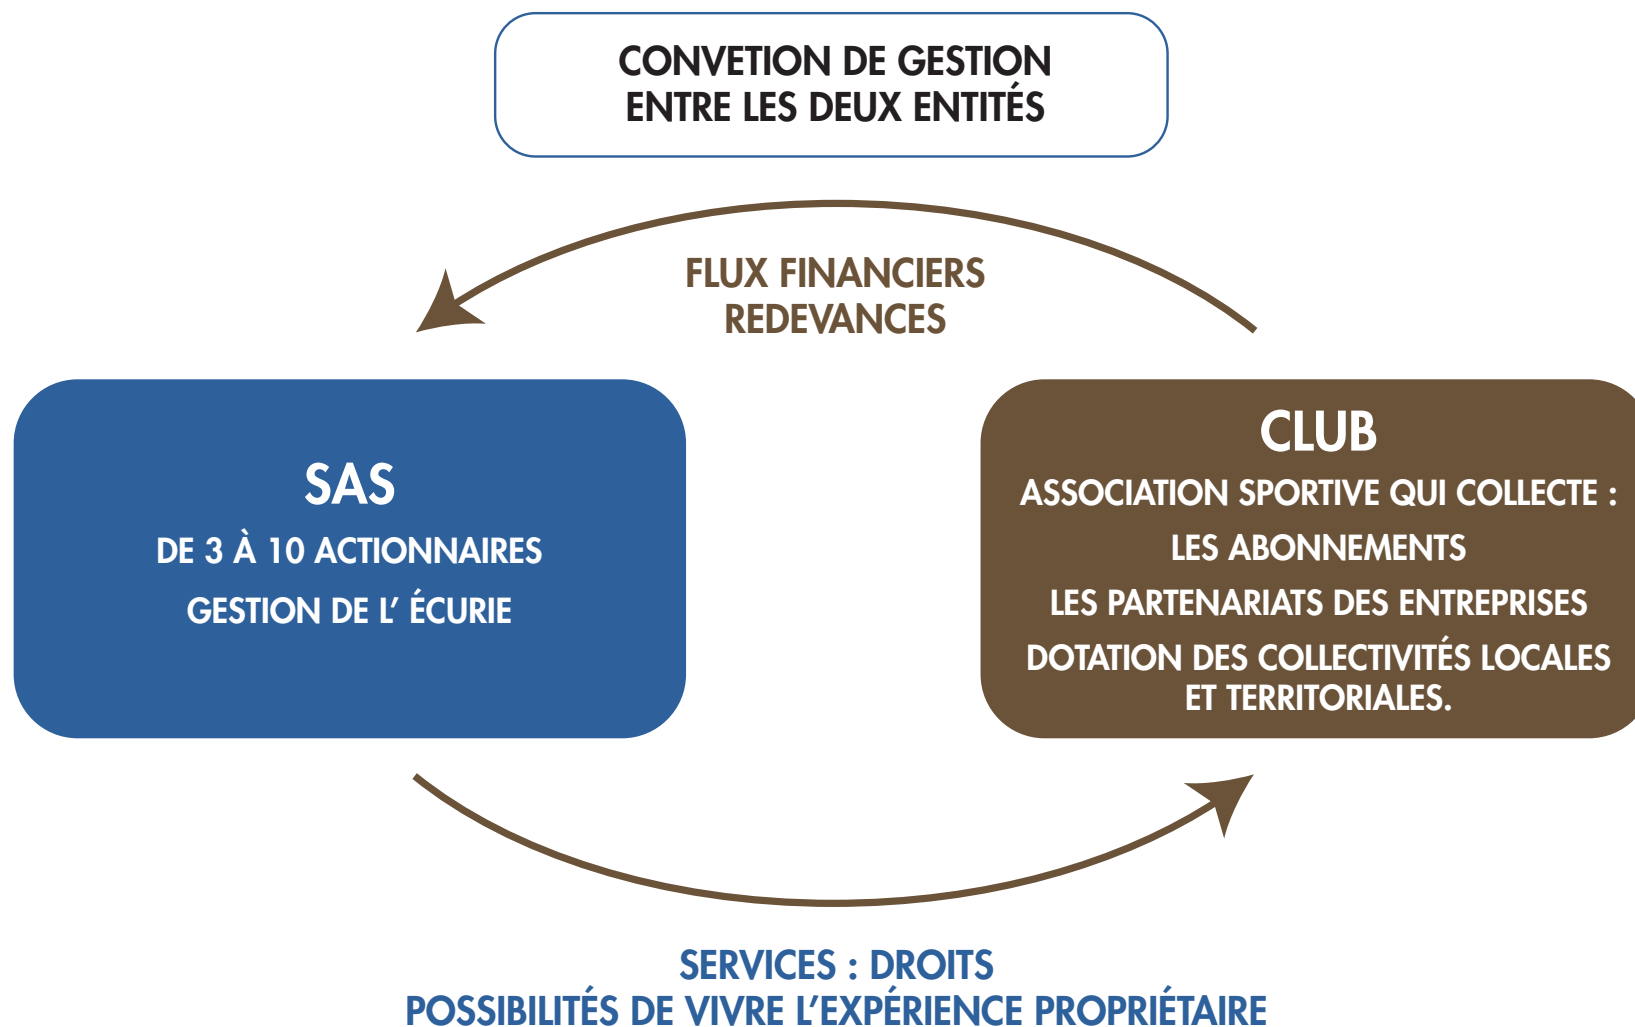 CONVETION DE GESTION
ENTRE LES DEUX ENTITÉS
FLUX FINANCIERS
REDEVANCES
SAS
DE 3 À 10 ACTIONNAIRES
GESTION DE L’ ÉCURIE
CLUB
ASSOCIATION SPORTIVE QUI COLLECTE :
LES ABONNEMENTS
LES PARTENARIATS DES ENTREPRISES
DOTATION DES COLLECTIVITÉS LOCALES
ET TERRITORIALES.
SERVICES : DROITS
POSSIBILITÉS DE VIVRE L’EXPÉRIENCE PROPRIÉTAIRE